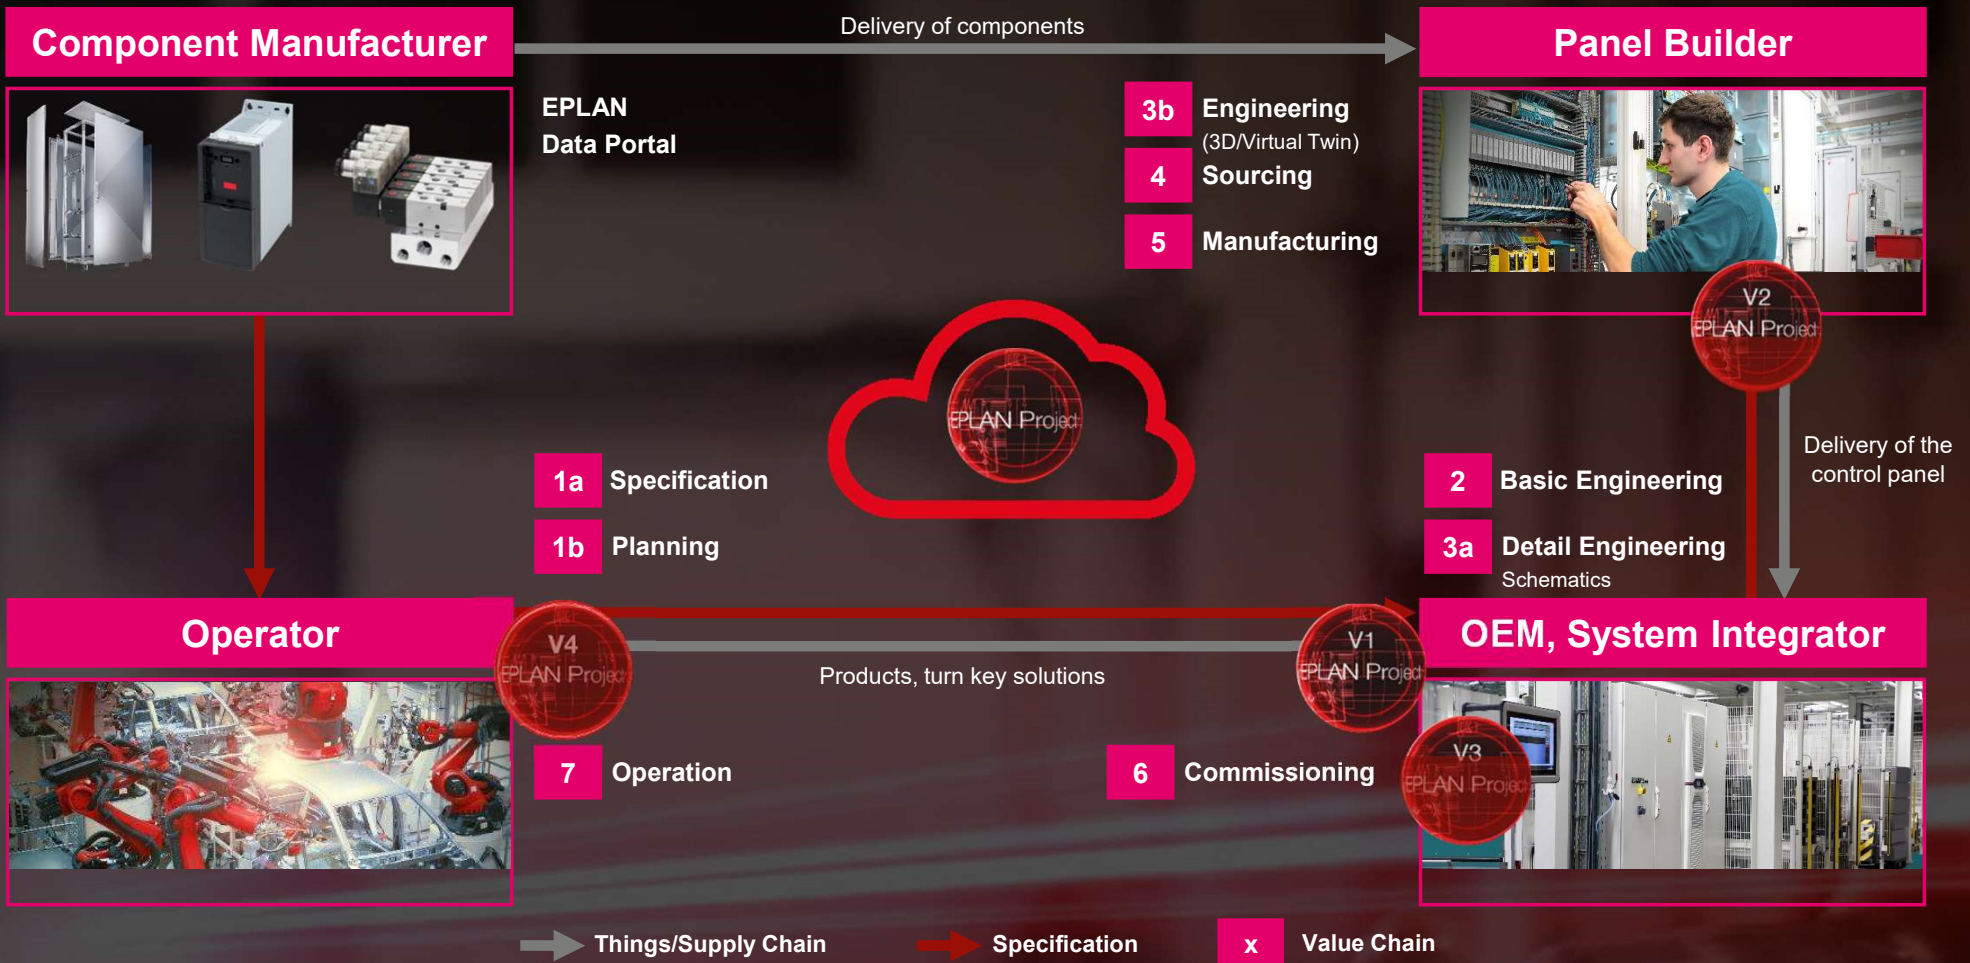 Component Manufacturer
Delivery of components
Panel Builder
EPLAN
Data Portal
3b Engineering
(3D/Virtual Twin)
4 Sourcing
5 Manufacturing
V2
EPLAN Project
EPLAN Project
Delivery of the
control panel
1a Specification
1b Planning
2 Basic Engineering
3a Detail Engineering
Schematics
Operator
V4
EPLAN Project
Products, turn key solutions
V1
EPLAN Project
OEM, System Integrator
7 Operation
6 Commissioning
V3
EPLAN Project
Things/Supply Chain
Specification
x Value Chain